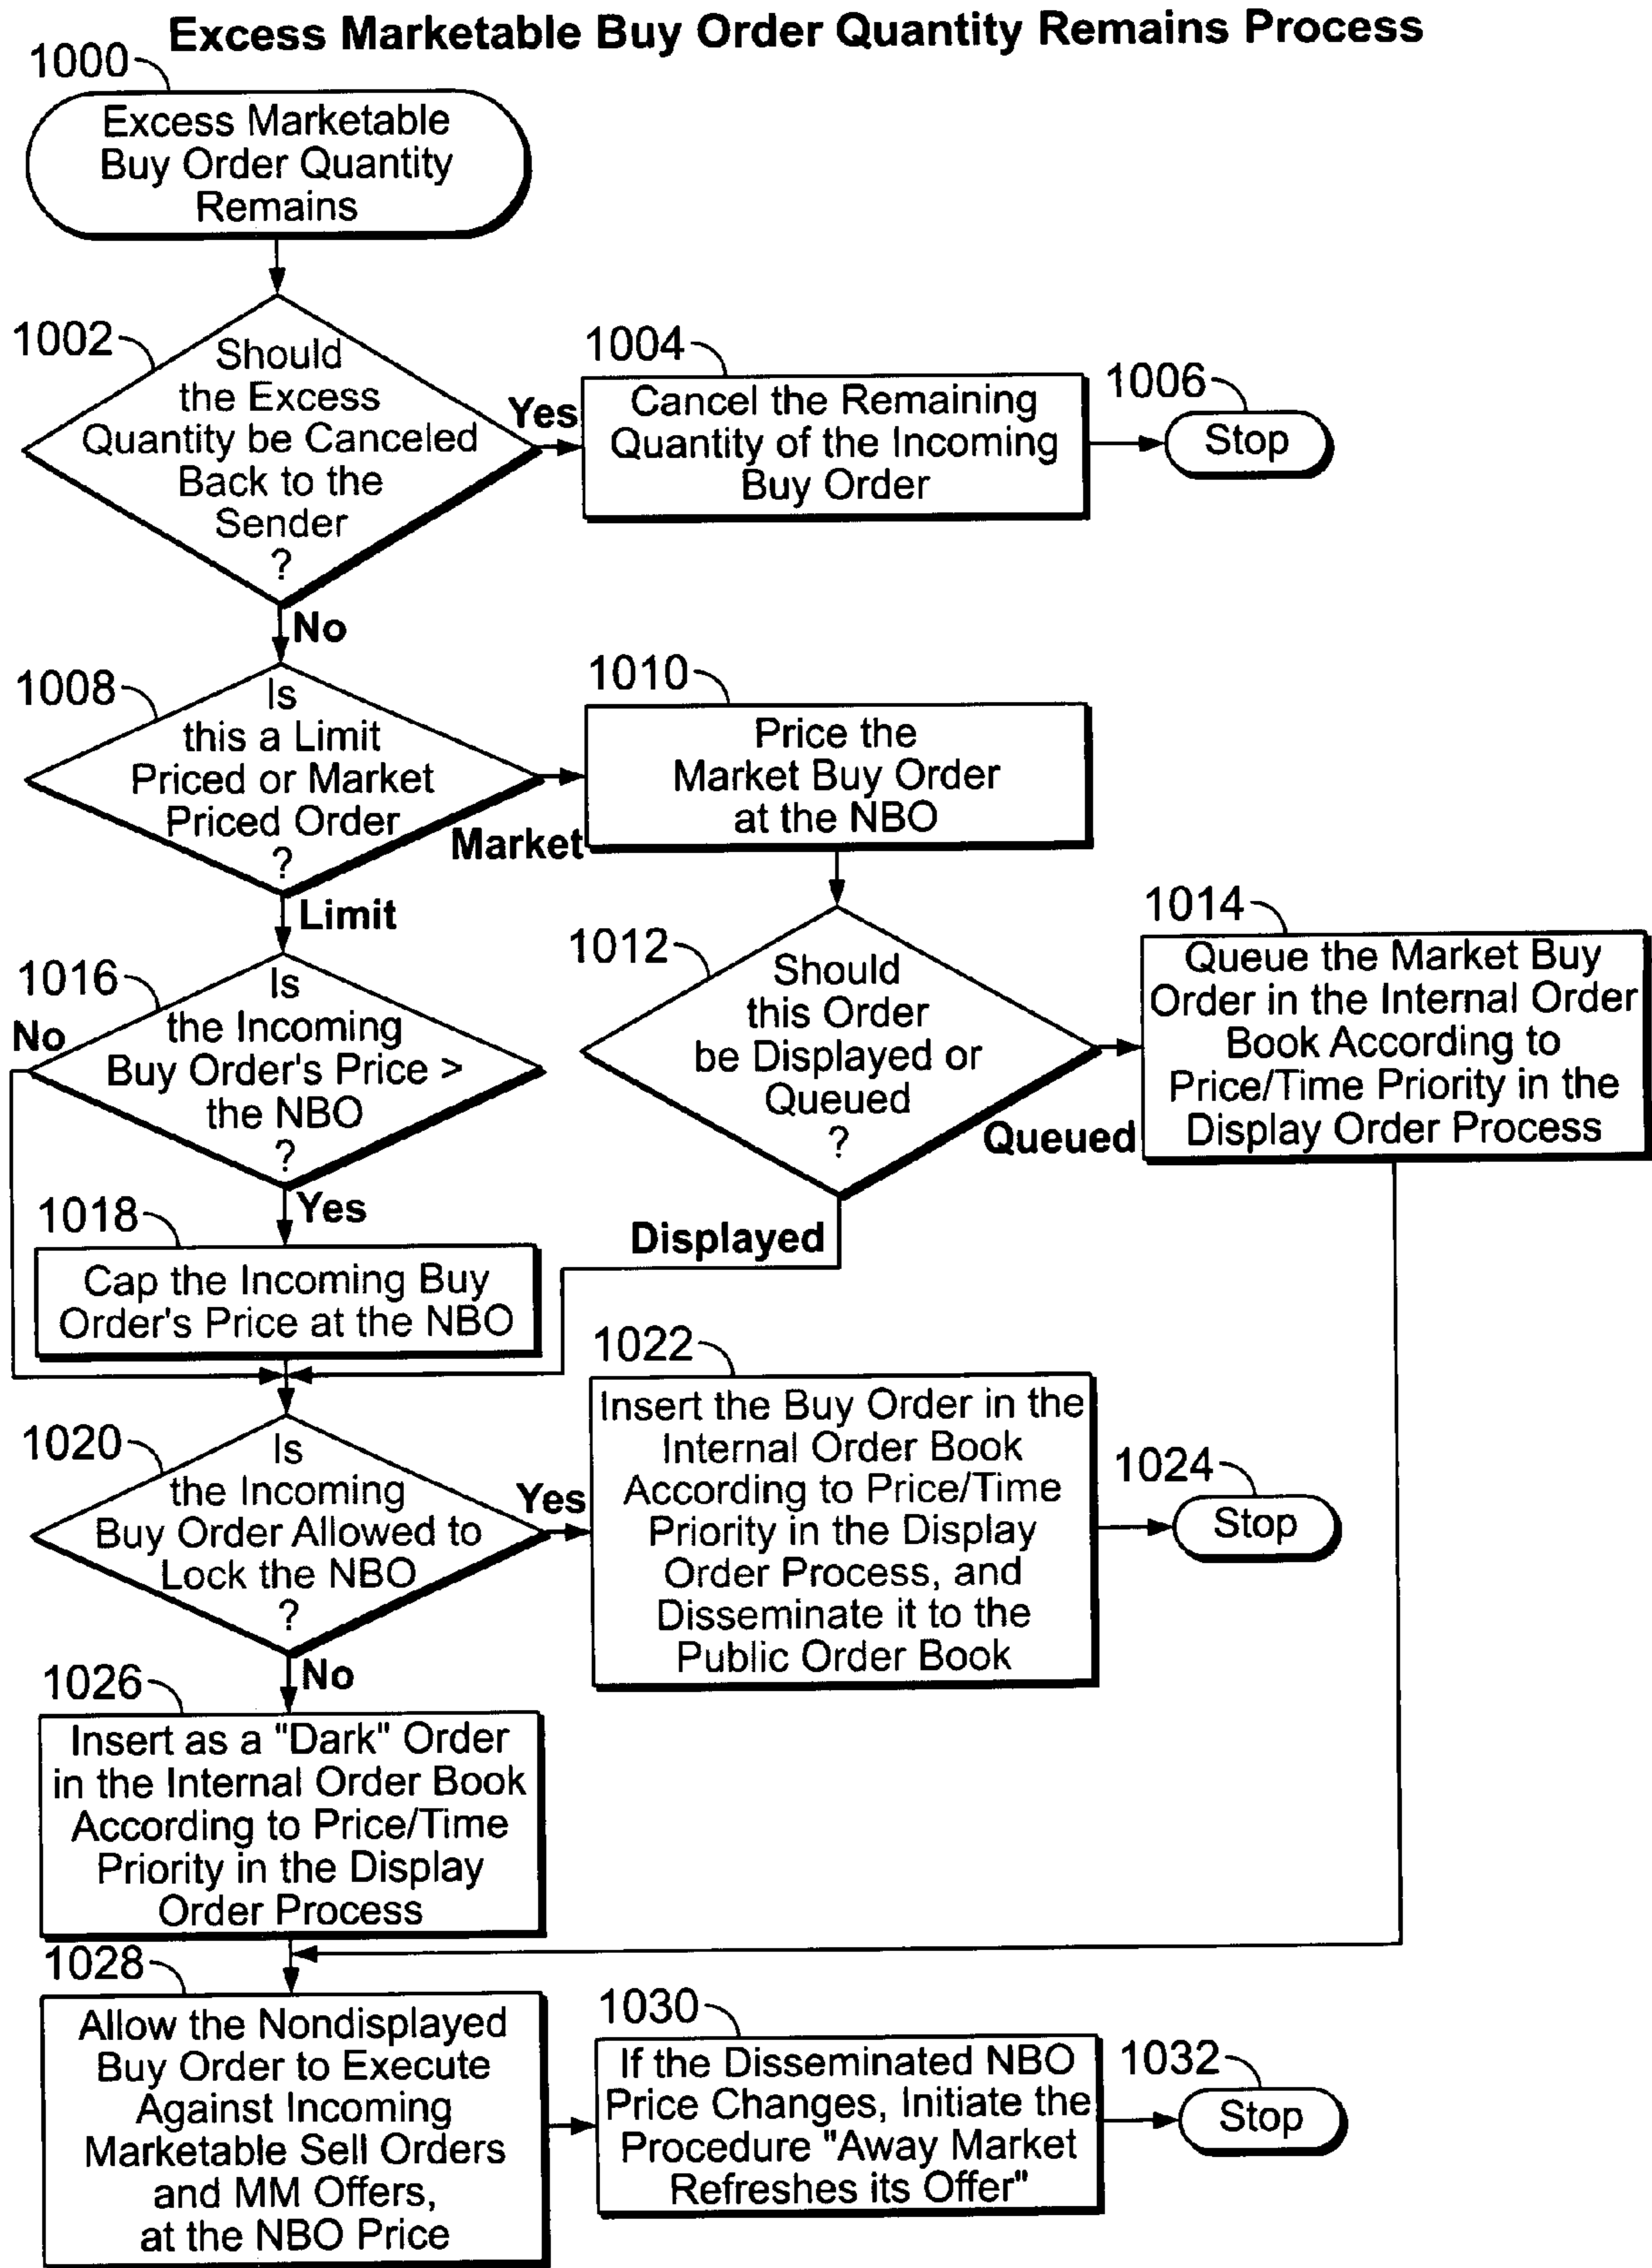 Excess Marketable Buy Order Quantity Remains Process
1000
Excess Marketable
Buy Order Quantity
Remains
1002
Should
the Excess
Quantity be Canceled
Back to the
Sender
?
Yes
1004
Cancel the Remaining
Quantity of the Incoming
Buy Order
1006
Stop
No
1008
Is
this a Limit
Priced or Market
Priced Order
?
Market
1010
Price the
Market Buy Order
at the NBO
Limit
1012
Should
this Order
be Displayed or
Queued
?
Queued
1014
Queue the Market Buy
Order in the Internal Order
Book According to
Price/Time Priority in the
Display Order Process
Displayed
1016
Is
the Incoming
Buy Order's Price >
the NBO
?
No
Yes
1018
Cap the Incoming Buy
Order's Price at the NBO
1020
Is
the Incoming
Buy Order Allowed to
Lock the NBO
?
Yes
1022
Insert the Buy Order in the
Internal Order Book
According to Price/Time
Priority in the Display
Order Process, and
Disseminate it to the
Public Order Book
1024
Stop
No
1026
Insert as a "Dark" Order
in the Internal Order Book
According to Price/Time
Priority in the Display
Order Process
1028
Allow the Nondisplayed
Buy Order to Execute
Against Incoming
Marketable Sell Orders
and MM Offers,
at the NBO Price
1030
If the Disseminated NBO
Price Changes, Initiate the
Procedure "Away Market
Refreshes its Offer"
1032
Stop